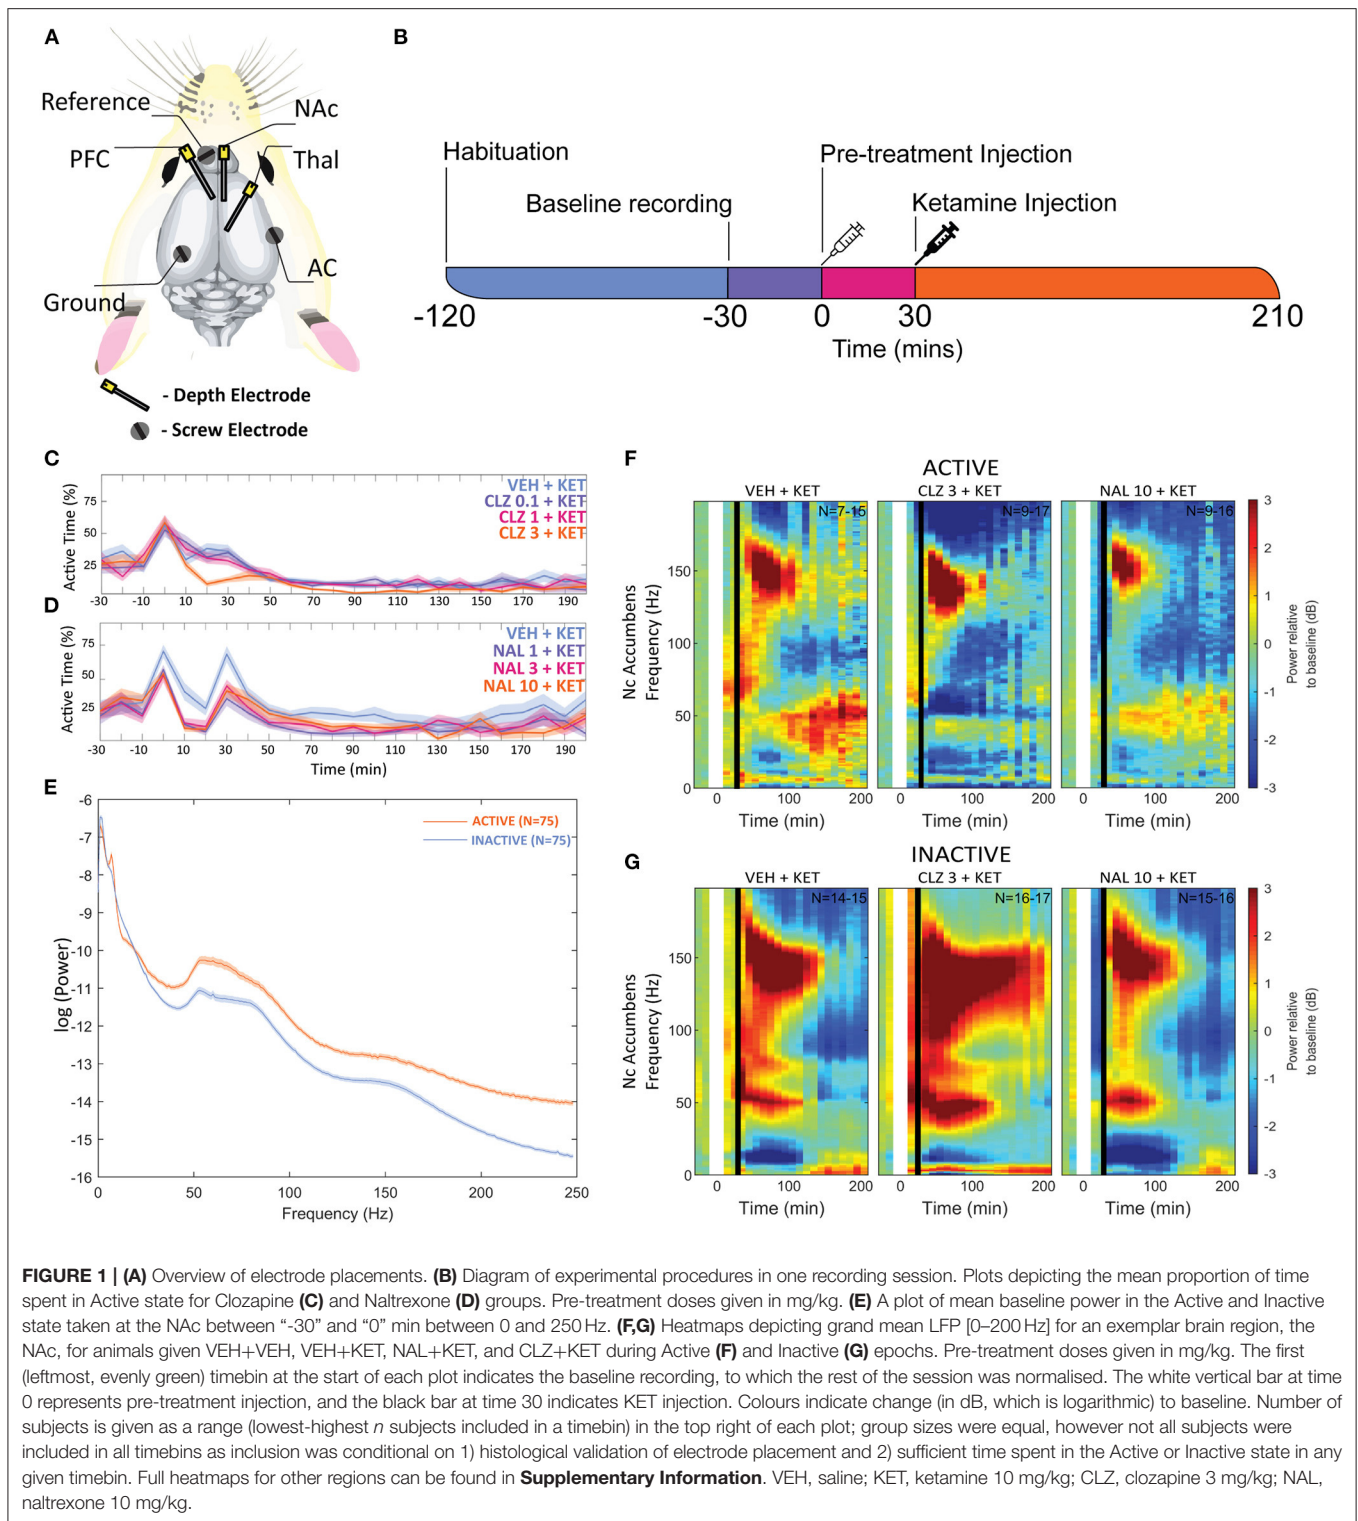 A
B
Reference
NAc
PFC
Thal
AC
Ground
- Depth Electrode
- Screw Electrode
Habituation
Pre-treatment Injection
Baseline recording
Ketamine Injection
-120
-30
0
30
210
Time (mins)
C
Active Time (%)
75
50
25
VEH + KET
CLZ 0.1 + KET
CLZ 1 + KET
CLZ 3 + KET
-30 -10 10 30 50 70 90 110 130 150 170 190
D
Active Time (%)
75
50
25
VEH + KET
NAL 1 + KET
NAL 3 + KET
NAL 10 + KET
-30 -10 10 30 50 70 90 110 130 150 170 190
Time (min)
E
log (Power)
-6
-7
-8
-9
-10
-11
-12
-13
-14
-15
-16
ACTIVE (N=75)
INACTIVE (N=75)
0 50 100 150 200 250
Frequency (Hz)
F
ACTIVE
VEH + KET
CLZ 3 + KET
NAL 10 + KET
N=7-15
N=9-17
N=9-16
Nc Accumbens
Frequency (Hz)
150
100
50
0
0 100 200
0 100 200
0 100 200
Time (min)
Time (min)
Time (min)
3
2
1
0
-1
-2
-3
Power relative
to baseline (dB)
G
INACTIVE
VEH + KET
CLZ 3 + KET
NAL 10 + KET
N=14-15
N=16-17
N=15-16
Nc Accumbens
Frequency (Hz)
150
100
50
0
0 100 200
0 100 200
0 100 200
Time (min)
Time (min)
Time (min)
3
2
1
0
-1
-2
-3
Power relative
to baseline (dB)
FIGURE 1 | (A) Overview of electrode placements. (B) Diagram of experimental procedures in one recording session. Plots depicting the mean proportion of time
spent in Active state for Clozapine (C) and Naltrexone (D) groups. Pre-treatment doses given in mg/kg. (E) A plot of mean baseline power in the Active and Inactive
state taken at the NAc between "-30" and "0" min between 0 and 250 Hz. (F,G) Heatmaps depicting grand mean LFP [0–200 Hz] for an exemplar brain region, the
NAc, for animals given VEH+VEH, VEH+KET, NAL+KET, and CLZ+KET during Active (F) and Inactive (G) epochs. Pre-treatment doses given in mg/kg. The first
(leftmost, evenly green) timebin at the start of each plot indicates the baseline recording, to which the rest of the session was normalised. The white vertical bar at time
0 represents pre-treatment injection, and the black bar at time 30 indicates KET injection. Colours indicate change (in dB, which is logarithmic) to baseline. Number of
subjects is given as a range (lowest-highest n subjects included in a timebin) in the top right of each plot; group sizes were equal, however not all subjects were
included in all timebins as inclusion was conditional on 1) histological validation of electrode placement and 2) sufficient time spent in the Active or Inactive state in any
given timebin. Full heatmaps for other regions can be found in Supplementary Information. VEH, saline; KET, ketamine 10 mg/kg; CLZ, clozapine 3 mg/kg; NAL,
naltrexone 10 mg/kg.